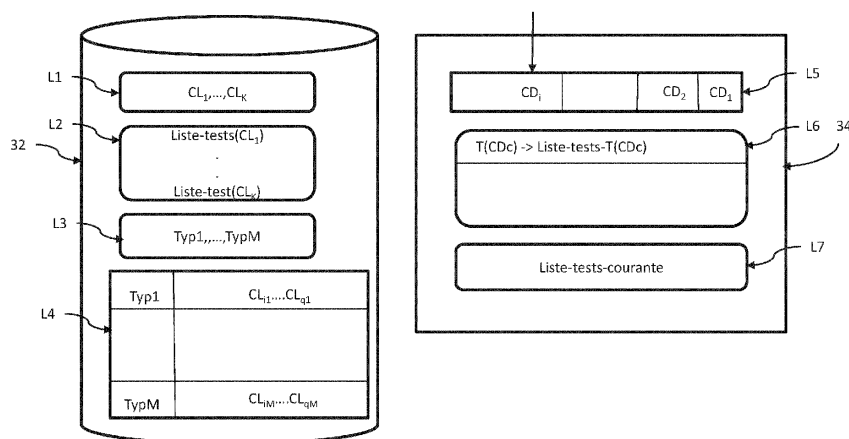 L1
CL₁,...,CLK
L2
Liste-tests(CL₁)
.
.
Liste-test(CLK)
32
L3
Typ1,,...,TypM
L4
Typ1 CLi1....CLq1
TypM CLiM....CLqM
CDi CD₂ CD₁
L5
L6
34
T(CDc) -> Liste-tests-T(CDc)
L7
Liste-tests-courante